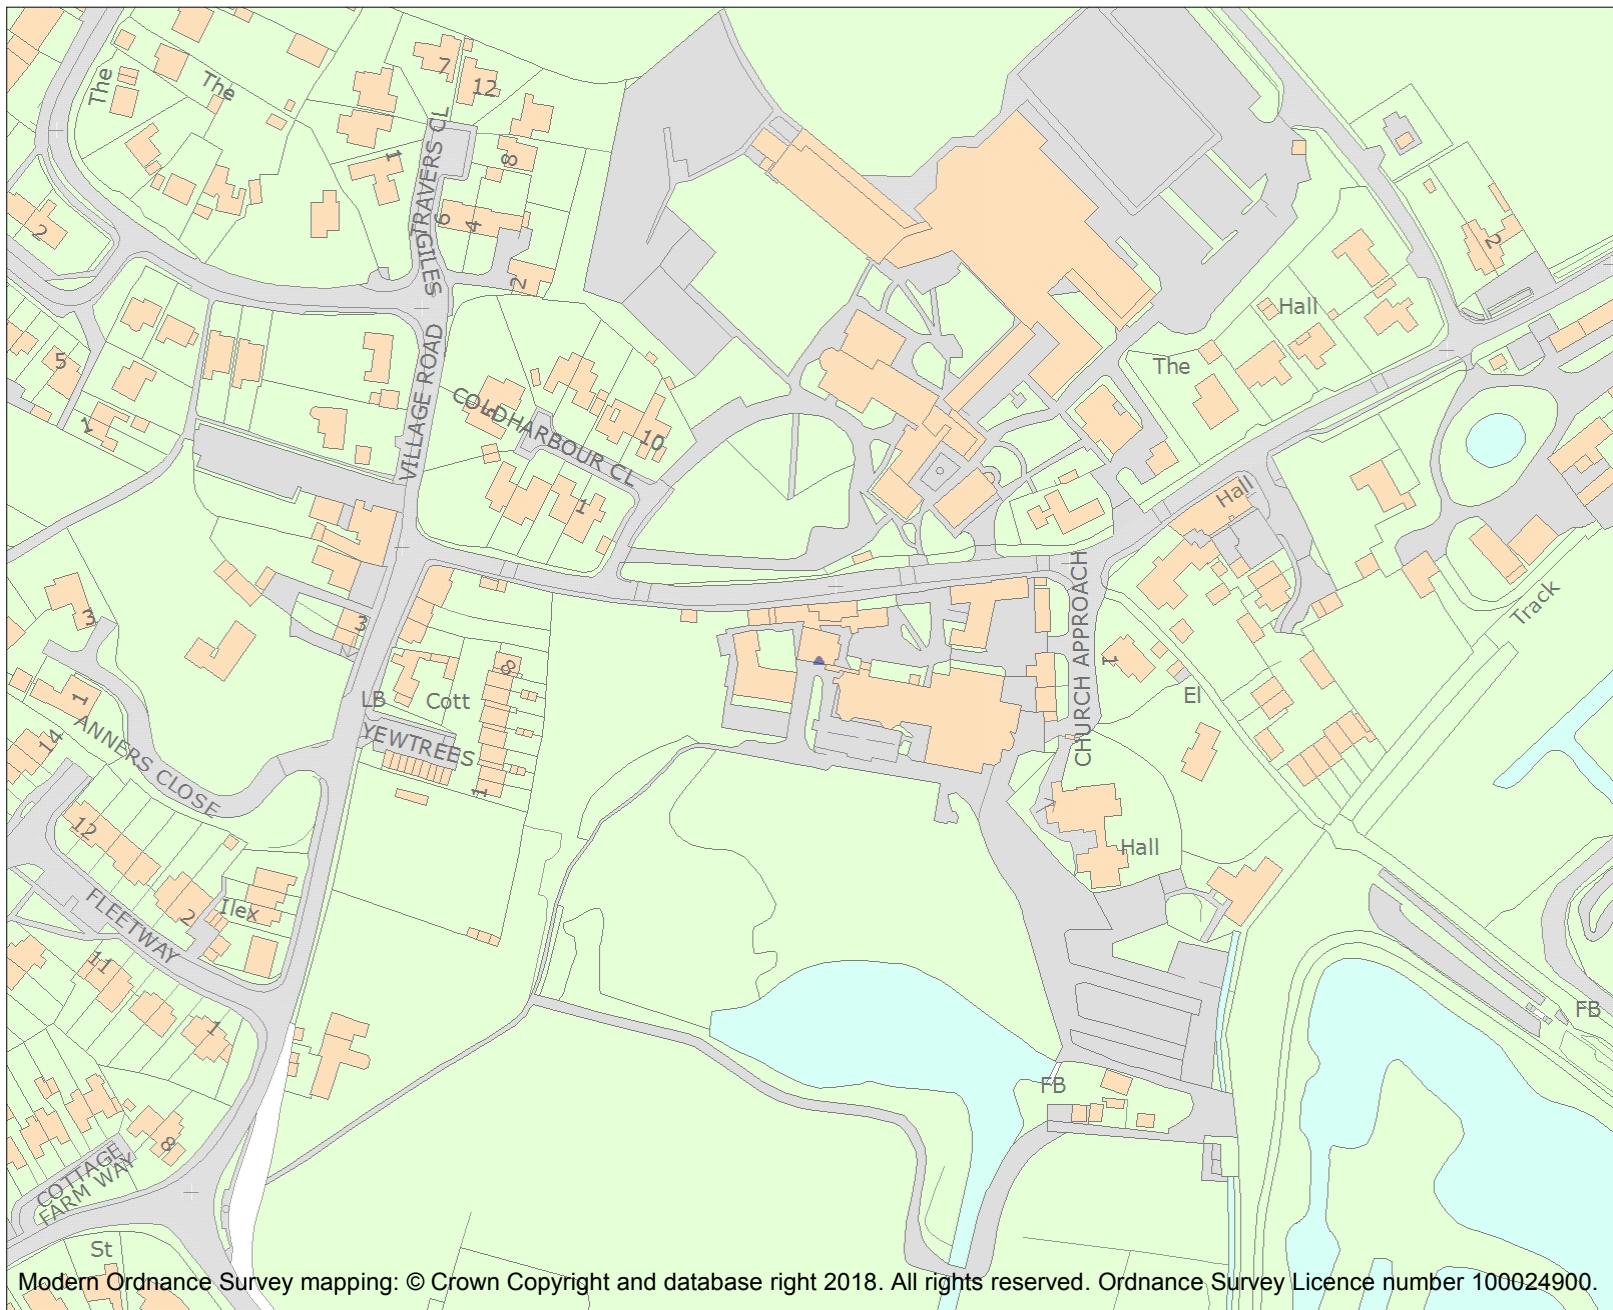 The
The
7
12
TRAVERS CL
1
8
2
6
4
2
GILES
2
Hall
VILLAGE ROAD
5
1
The
COLDHARBOUR CL
10
1
Hall
3
3
CHURCH APPROACH
Track
1
8
LB
Cott
El
1
ANNERS CLOSE
14
YEWTREES
1
12
Hall
FLEETWAY
2
Ilex
11
1
FB
FB
8
COTTAGE
FARM WAY
St
Modern Ordnance Survey mapping: © Crown Copyright and database right 2018. All rights reserved. Ordnance Survey Licence number 100024900.